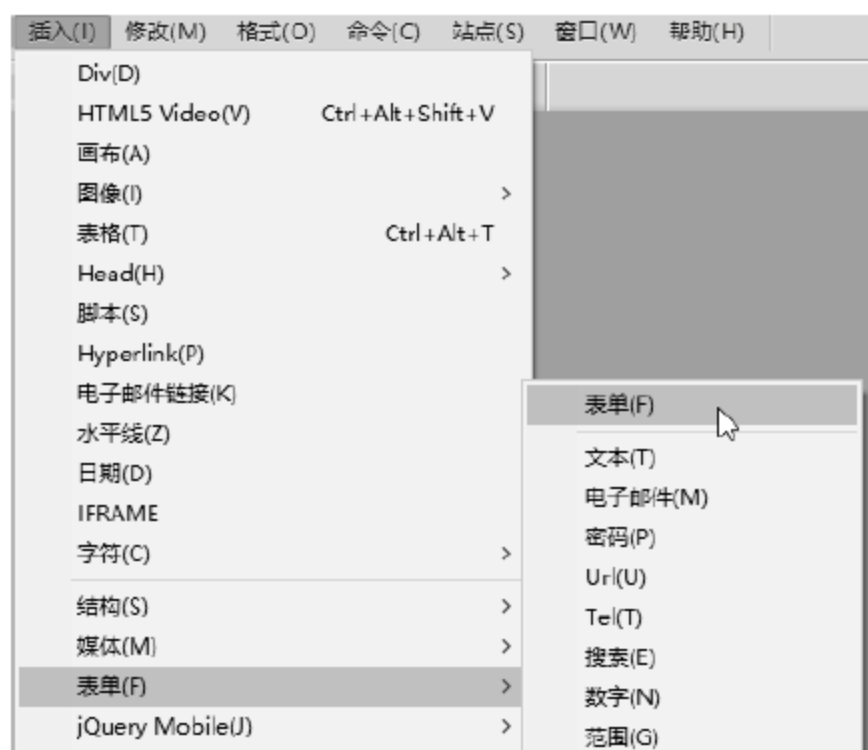 插入(I) 修改(M) 格式(O) 命令(C) 站点(S) 窗口(W) 帮助(H)
Div(D)
HTML5 Video(V) Ctrl+Alt+Shift+V
画布(A)
图像(I) >
表格(T) Ctrl+Alt+T
Head(H) >
脚本(S)
Hyperlink(P)
电子邮件链接(K)
水平线(Z)
日期(D)
IFRAME
字符(C) >
结构(S) >
媒体(M) >
表单(F) >
jQuery Mobile(J) >
表单(F)
文本(T)
电子邮件(M)
密码(P)
Url(U)
Tel(T)
搜索(E)
数字(N)
范围(G)